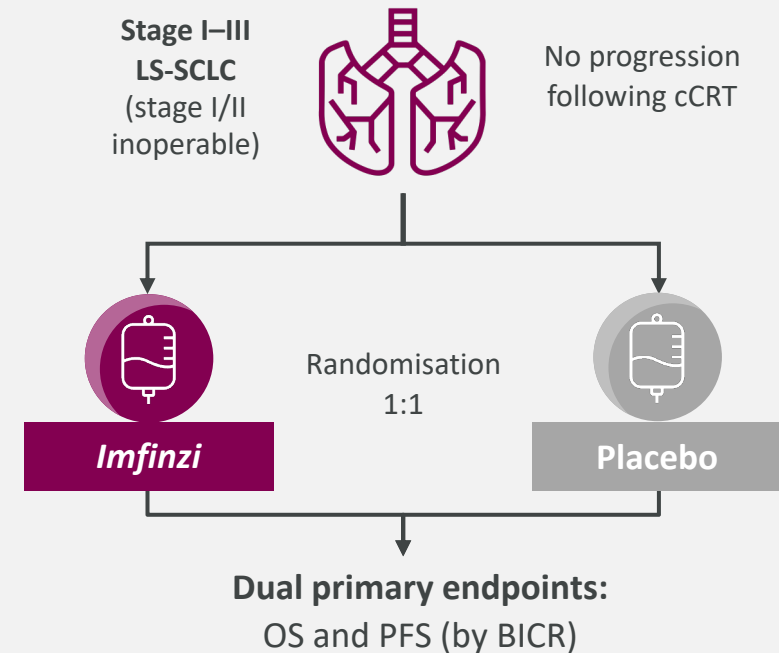 Stage I–III
LS-SCLC
(stage I/II
inoperable)
No progression
following cCRT
Randomisation
1:1
Imfinzi
Placebo
Dual primary endpoints:
OS and PFS (by BICR)